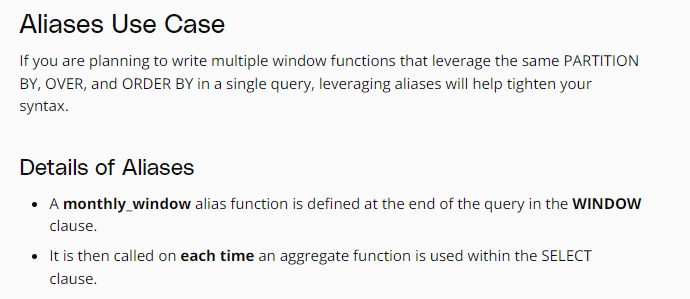 Aliases Use Case
If you are planning to write multiple window functions that leverage the same PARTITION
BY, OVER, and ORDER BY in a single query, leveraging aliases will help tighten your
syntax.
Details of Aliases
• A monthly_window alias function is defined at the end of the query in the WINDOW
clause.
• It is then called on each time an aggregate function is used within the SELECT
clause.